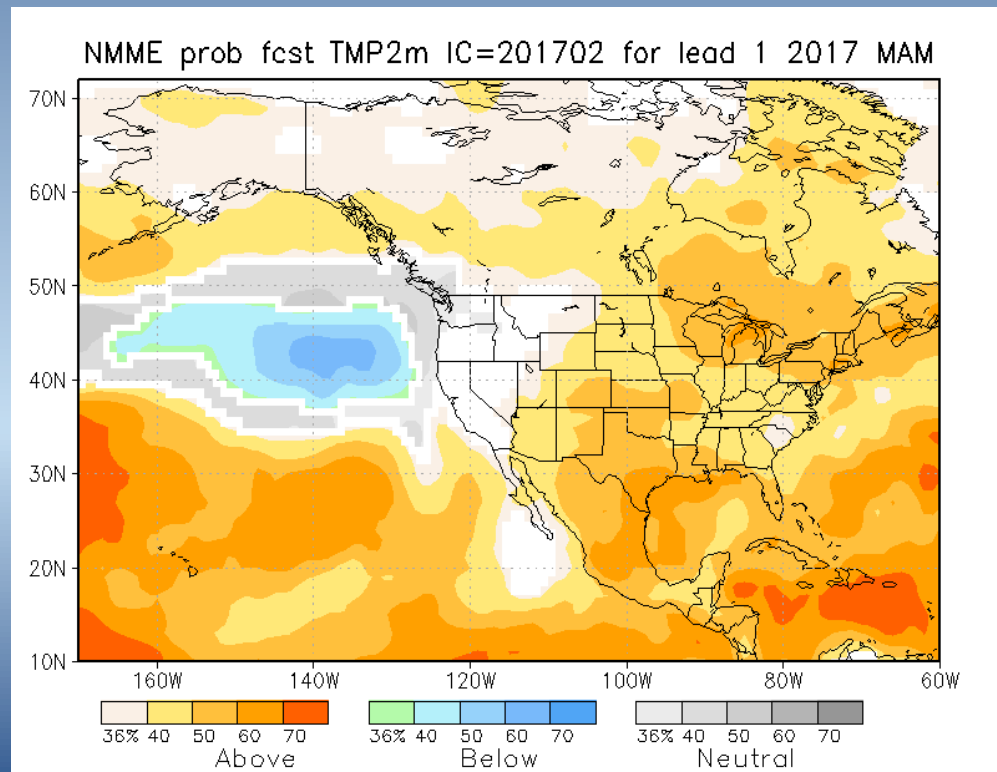 NMME prob fcst TMP2m IC=201702 for lead 1 2017 MAM
70N
60N
50N
40N
30N
20N
10N
160W 140W 120W 100W 80W 60W
36% 40 50 60 70 36% 40 50 60 70 36% 40 50 60 70
Above Below Neutral